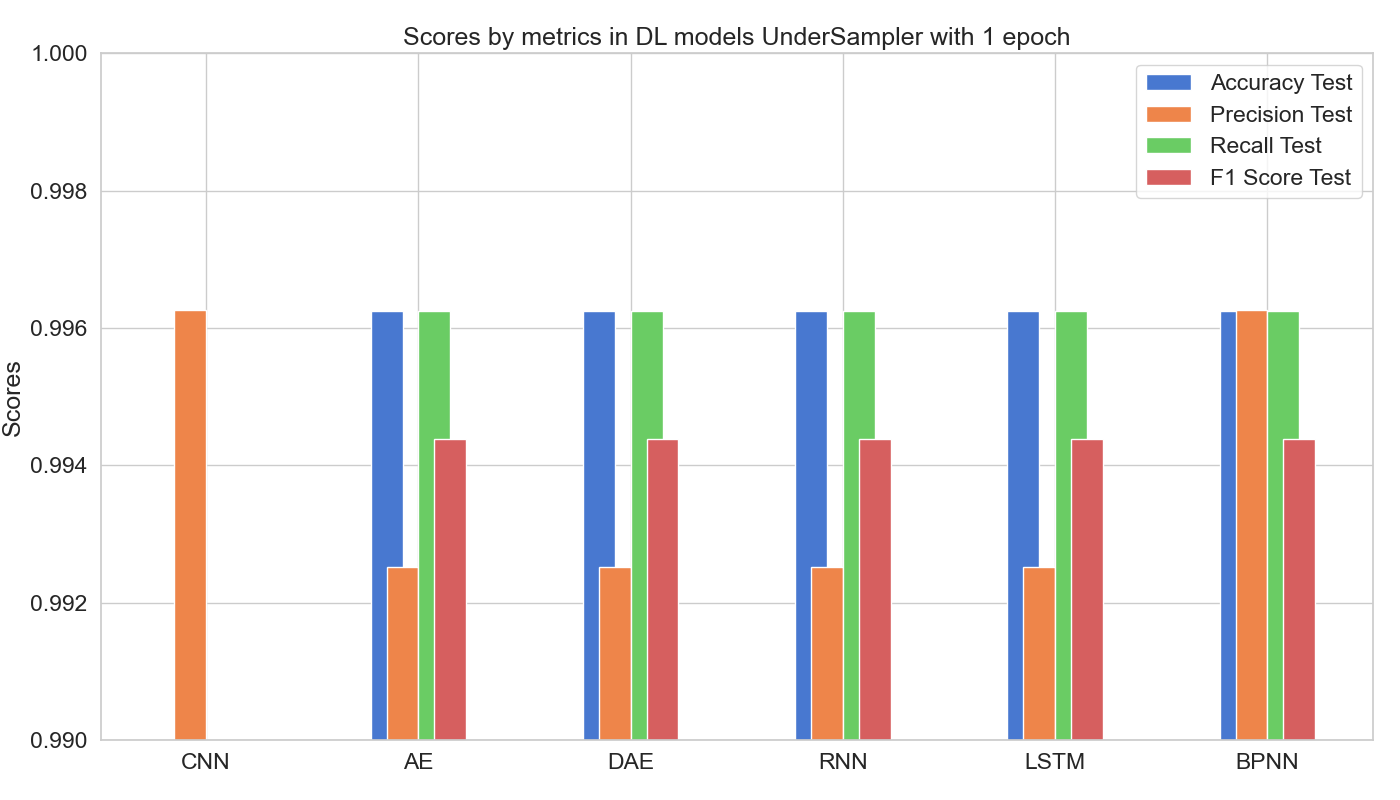 Scores by metrics in DL models UnderSampler with 1 epoch
1.000
0.998
0.996
0.994
0.992
0.990
Scores
Accuracy Test
Precision Test
Recall Test
F1 Score Test
CNN AE DAE RNN LSTM BPNN